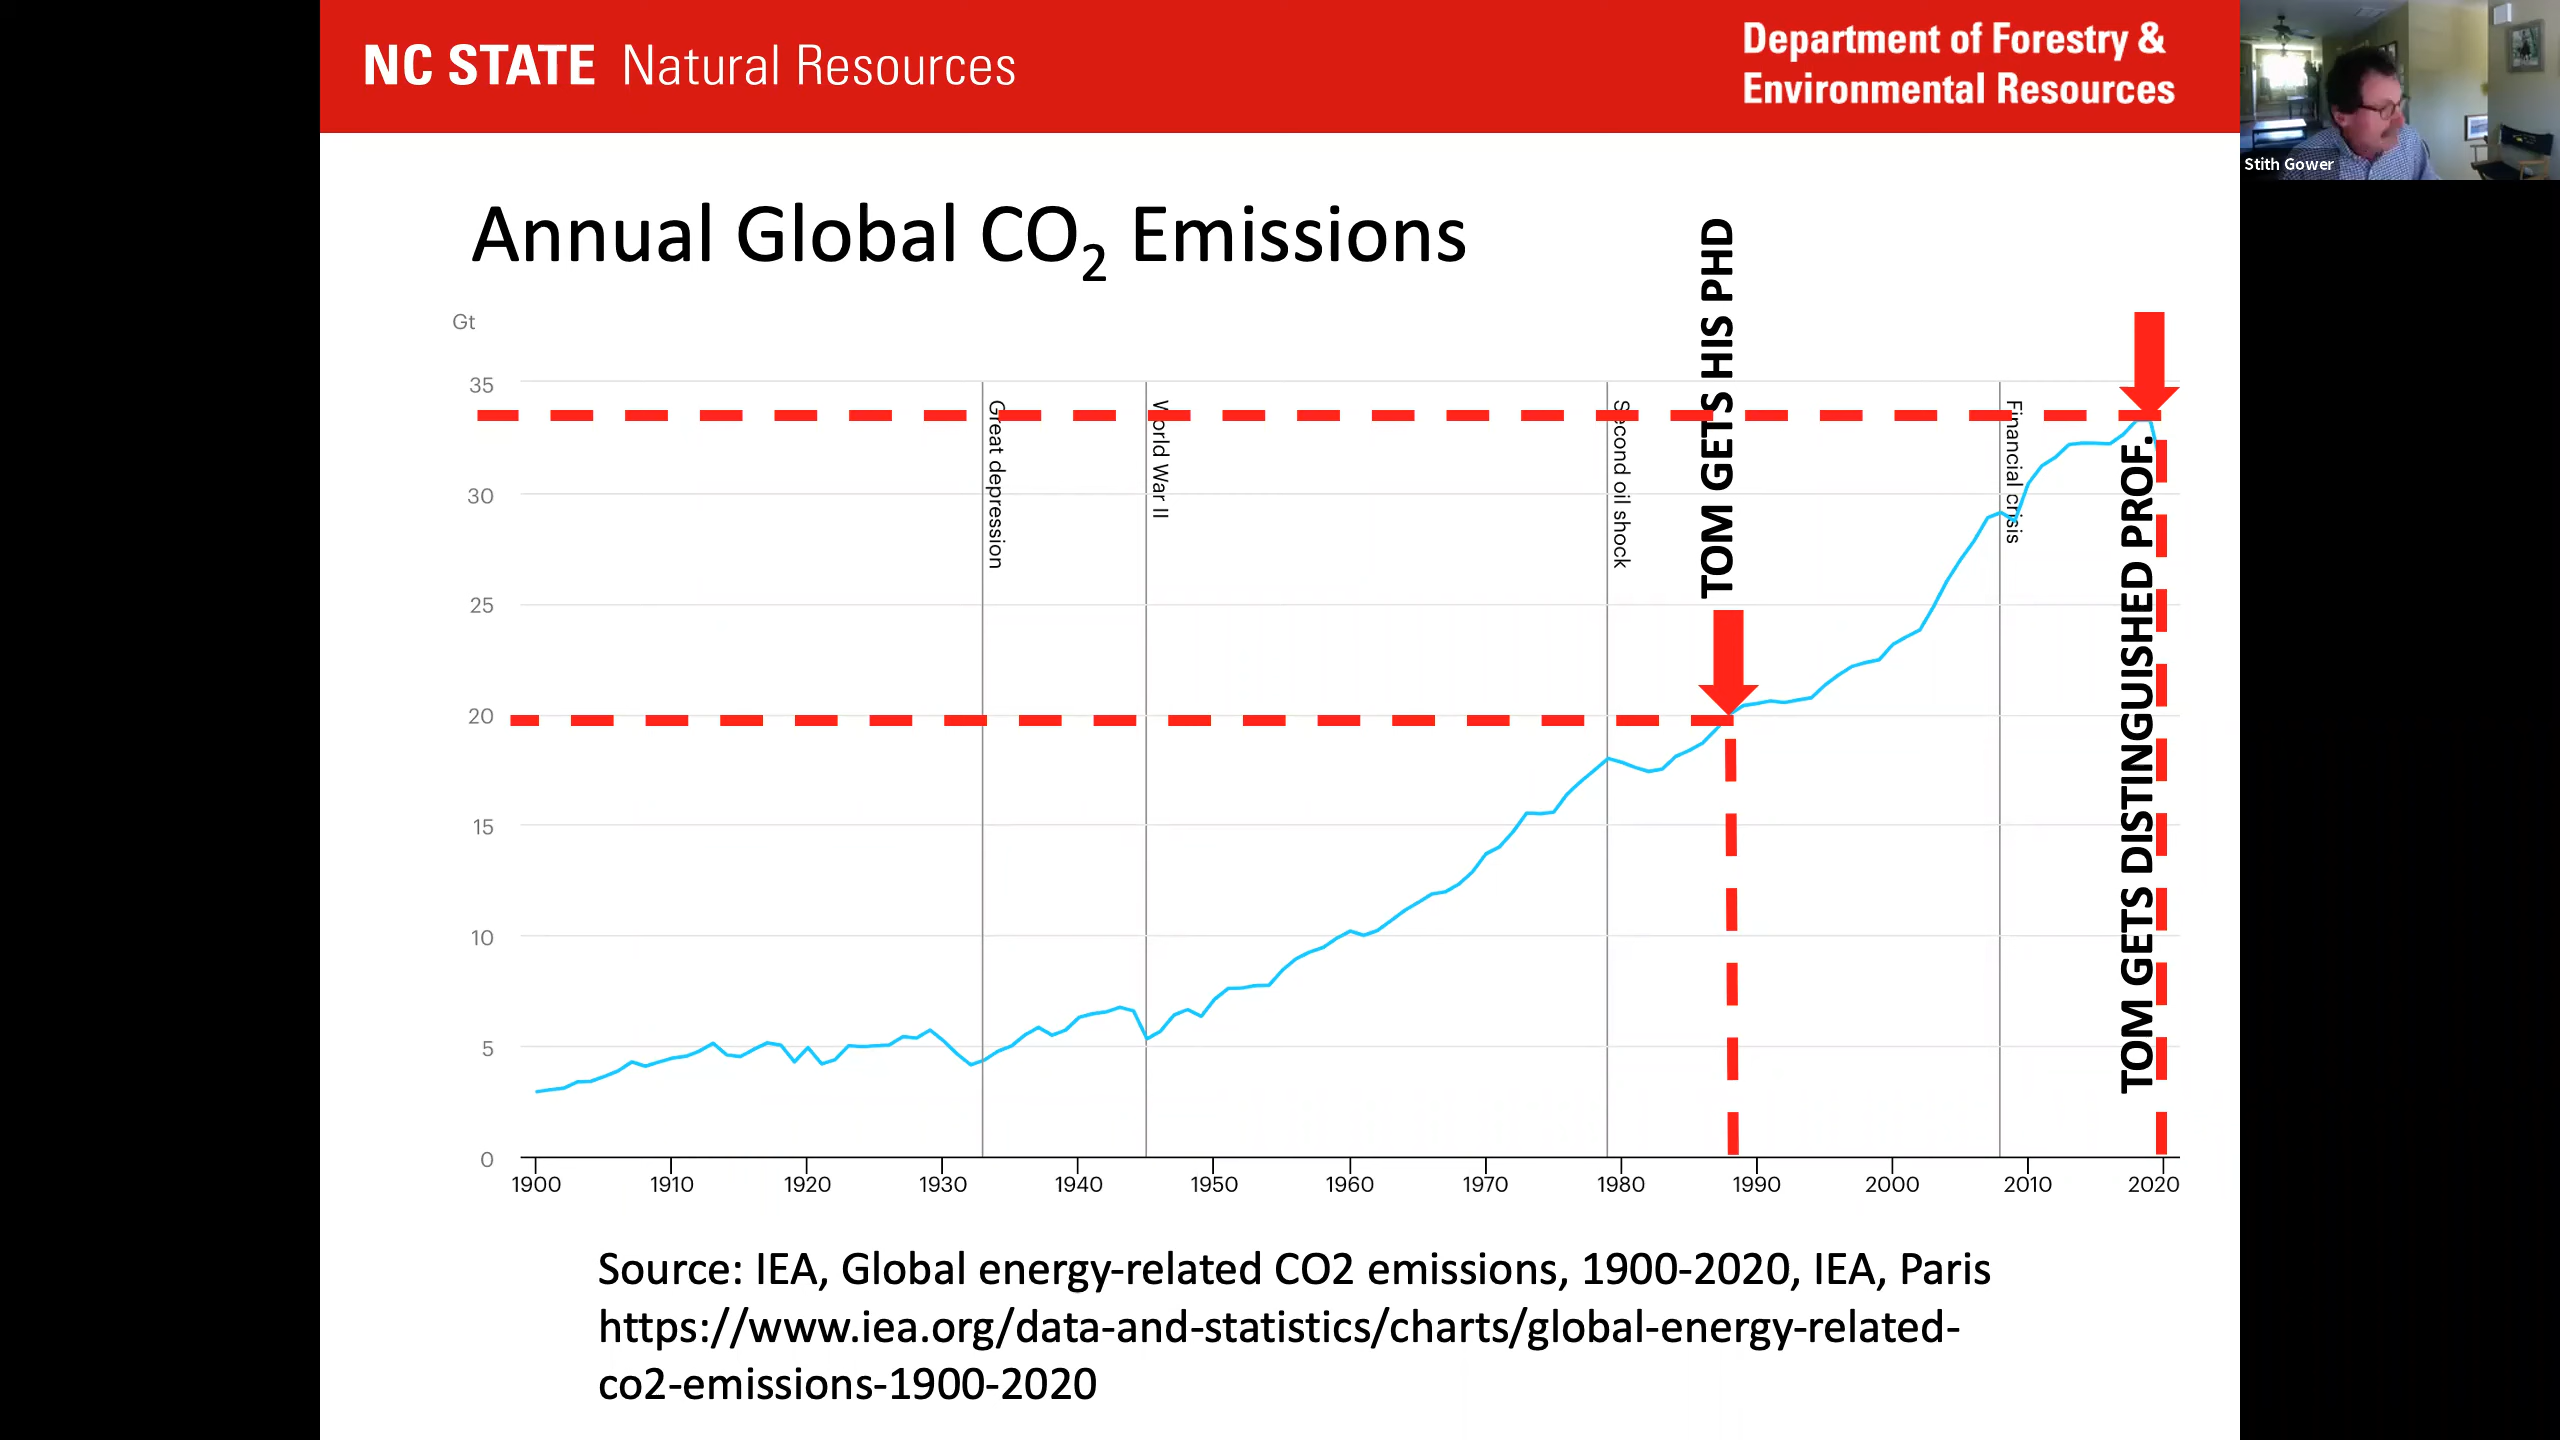 NC STATE Natural Resources
Department of Forestry &
Environmental Resources
Stith Gower
Annual Global CO2 Emissions
TOM GETS HIS PHD
Gt
35
30
25
20
15
10
5
0
Great depression
World War II
Second oil shock
Financial crisis
TOM GETS DISTINGUISHED PROF.
1900 1910 1920 1930 1940 1950 1960 1970 1980 1990 2000 2010 2020
Source: IEA, Global energy-related CO2 emissions, 1900-2020, IEA, Paris
https://www.iea.org/data-and-statistics/charts/global-energy-related-
co2-emissions-1900-2020